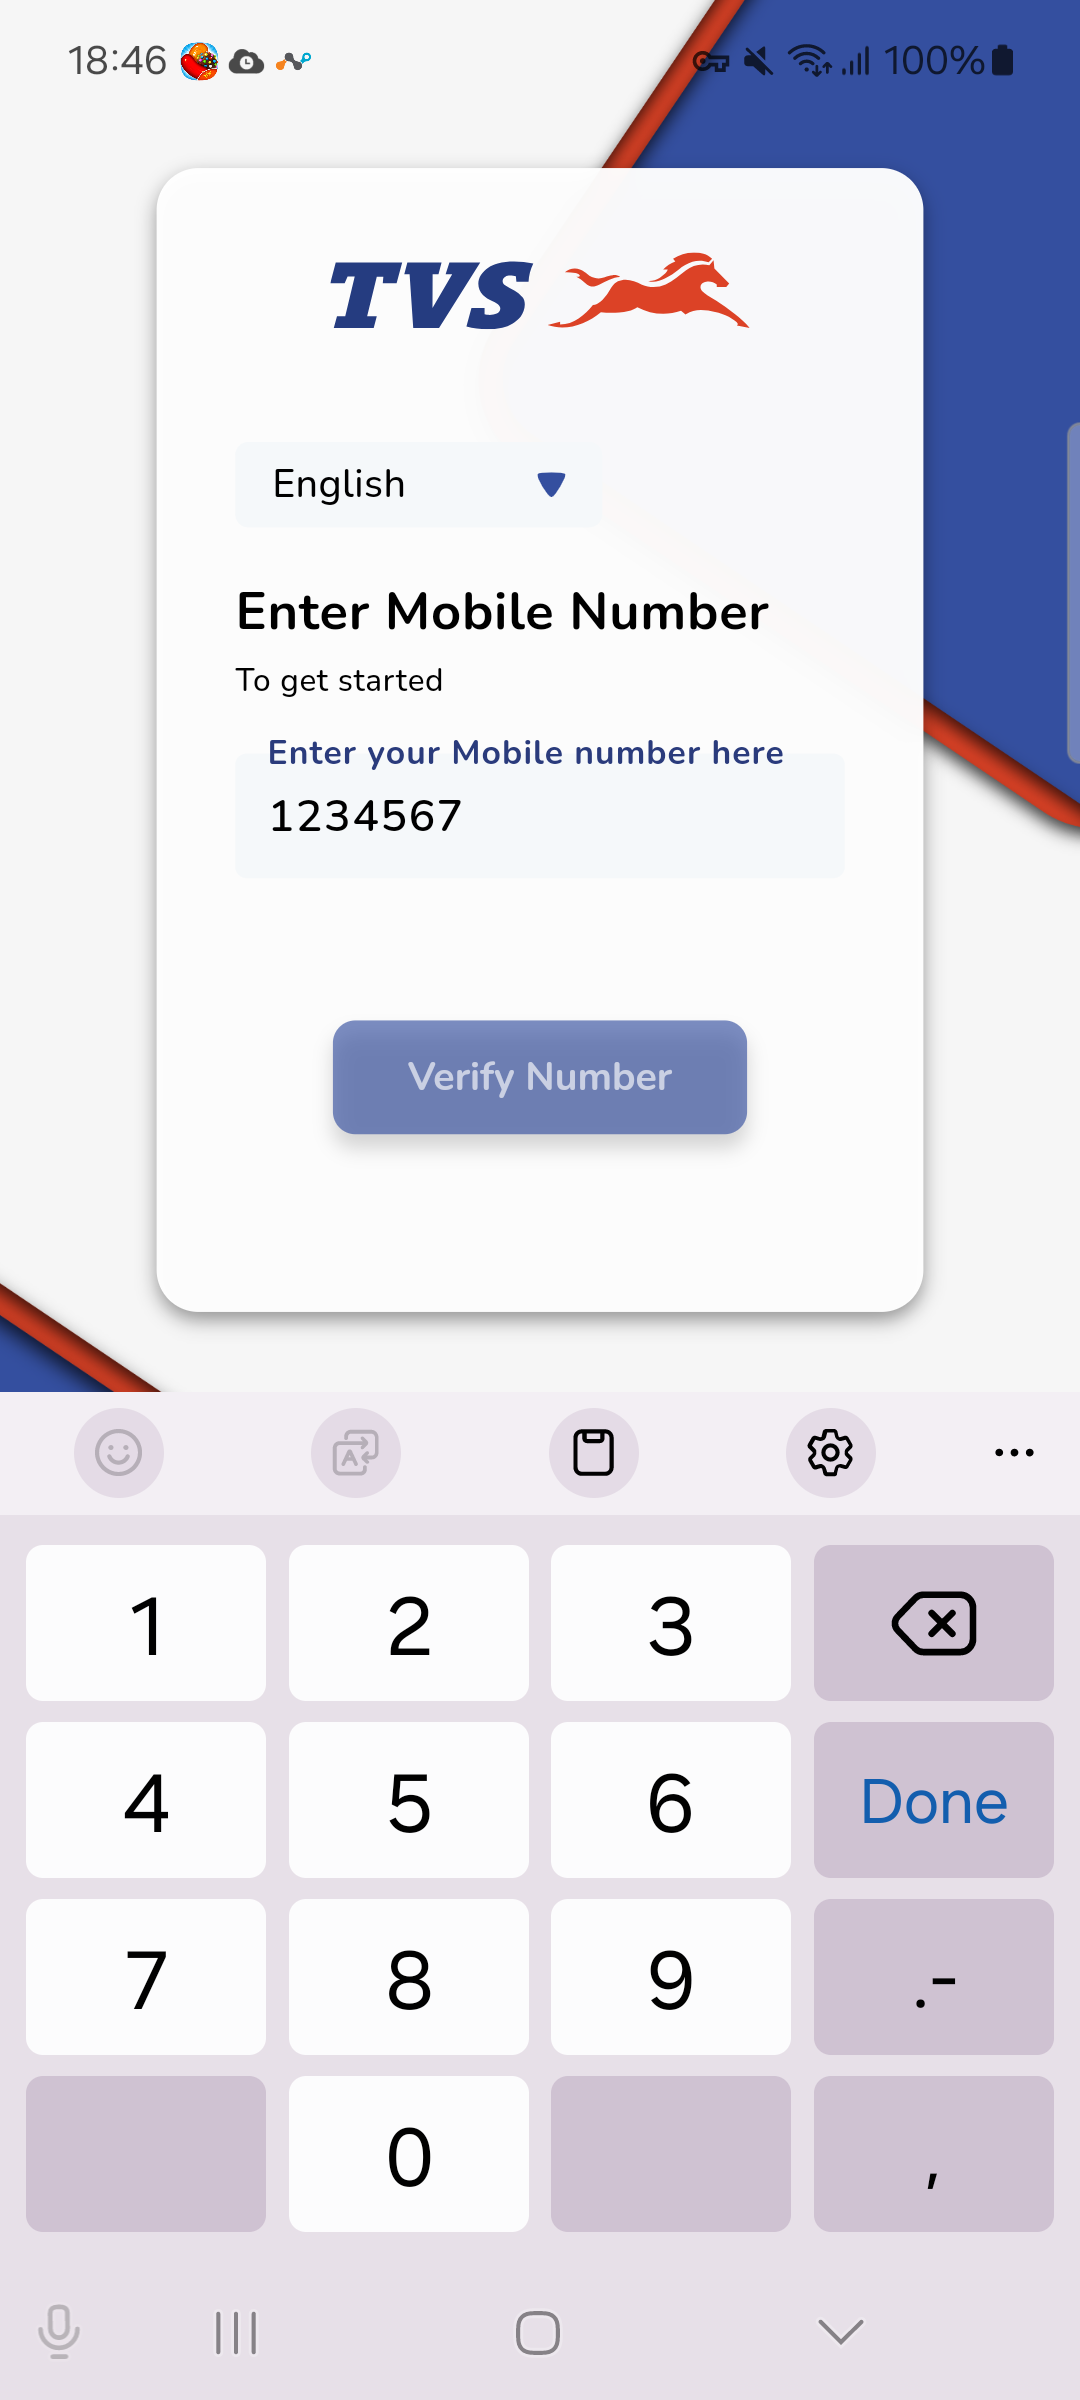 18:46
100%
TVS
English
Enter Mobile Number
To get started
Enter your Mobile number here
1234567
Verify Number
1 2 3
4 5 6 Done
7 8 9 .-
0 ,